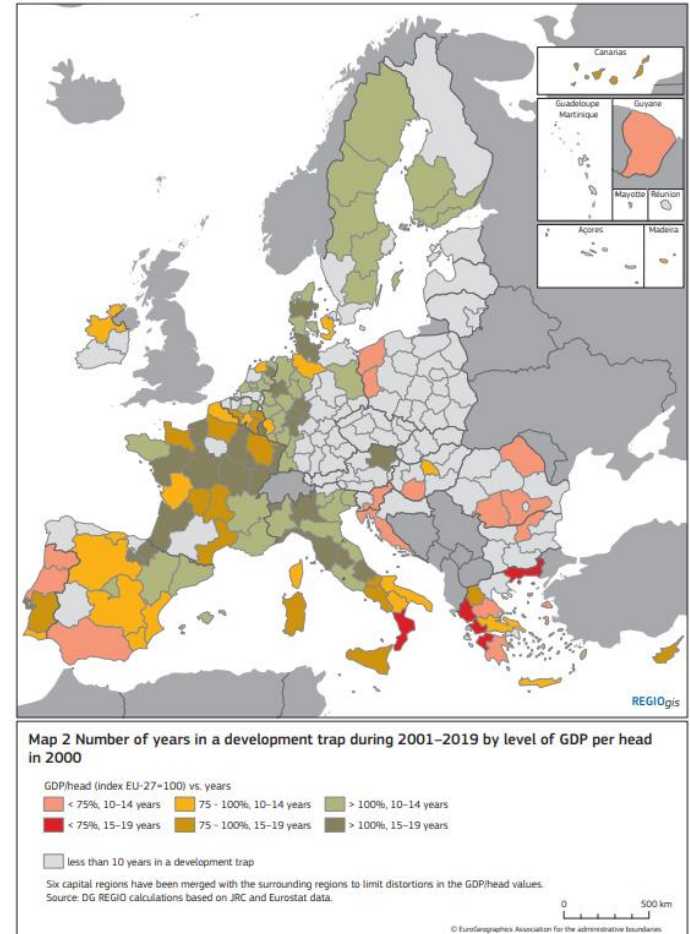 Canarias
Guadeloupe
Martinique
Guyane
Mayotte
Réunion
Açores
Madeira
REGIOgis
Map 2 Number of years in a development trap during 2001–2019 by level of GDP per head
in 2000
GDP/head (index EU-27=100) vs. years
< 75%, 10–14 years
75 - 100%, 10–14 years
> 100%, 10–14 years
< 75%, 15–19 years
75 - 100%, 15–19 years
> 100%, 15–19 years
less than 10 years in a development trap
Six capital regions have been merged with the surrounding regions to limit distortions in the GDP/head values.
Source: DG REGIO calculations based on JRC and Eurostat data.
0 500 km
© EuroGeographics Association for the administrative boundaries